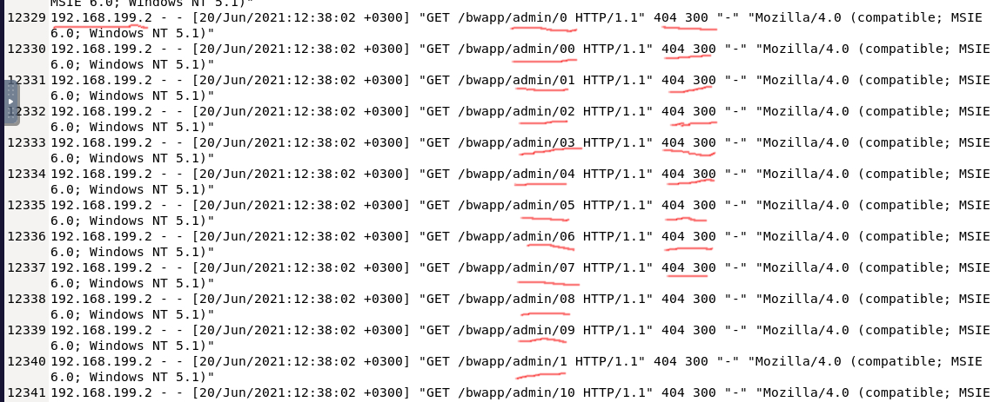 MSIE 6.0; Windows NT 5.1)"
12329 192.168.199.2 - - [20/Jun/2021:12:38:02 +0300] "GET /bwapp/admin/0 HTTP/1.1" 404 300 "-" "Mozilla/4.0 (compatible; MSIE
6.0; Windows NT 5.1)"
12330 192.168.199.2 - - [20/Jun/2021:12:38:02 +0300] "GET /bwapp/admin/00 HTTP/1.1" 404 300 "-" "Mozilla/4.0 (compatible; MSIE
6.0; Windows NT 5.1)"
12331 192.168.199.2 - - [20/Jun/2021:12:38:02 +0300] "GET /bwapp/admin/01 HTTP/1.1" 404 300 "-" "Mozilla/4.0 (compatible; MSIE
6.0; Windows NT 5.1)"
12332 192.168.199.2 - - [20/Jun/2021:12:38:02 +0300] "GET /bwapp/admin/02 HTTP/1.1" 404 300 "-" "Mozilla/4.0 (compatible; MSIE
6.0; Windows NT 5.1)"
12333 192.168.199.2 - - [20/Jun/2021:12:38:02 +0300] "GET /bwapp/admin/03 HTTP/1.1" 404 300 "-" "Mozilla/4.0 (compatible; MSIE
6.0; Windows NT 5.1)"
12334 192.168.199.2 - - [20/Jun/2021:12:38:02 +0300] "GET /bwapp/admin/04 HTTP/1.1" 404 300 "-" "Mozilla/4.0 (compatible; MSIE
6.0; Windows NT 5.1)"
12335 192.168.199.2 - - [20/Jun/2021:12:38:02 +0300] "GET /bwapp/admin/05 HTTP/1.1" 404 300 "-" "Mozilla/4.0 (compatible; MSIE
6.0; Windows NT 5.1)"
12336 192.168.199.2 - - [20/Jun/2021:12:38:02 +0300] "GET /bwapp/admin/06 HTTP/1.1" 404 300 "-" "Mozilla/4.0 (compatible; MSIE
6.0; Windows NT 5.1)"
12337 192.168.199.2 - - [20/Jun/2021:12:38:02 +0300] "GET /bwapp/admin/07 HTTP/1.1" 404 300 "-" "Mozilla/4.0 (compatible; MSIE
6.0; Windows NT 5.1)"
12338 192.168.199.2 - - [20/Jun/2021:12:38:02 +0300] "GET /bwapp/admin/08 HTTP/1.1" 404 300 "-" "Mozilla/4.0 (compatible; MSIE
6.0; Windows NT 5.1)"
12339 192.168.199.2 - - [20/Jun/2021:12:38:02 +0300] "GET /bwapp/admin/09 HTTP/1.1" 404 300 "-" "Mozilla/4.0 (compatible; MSIE
6.0; Windows NT 5.1)"
12340 192.168.199.2 - - [20/Jun/2021:12:38:02 +0300] "GET /bwapp/admin/1 HTTP/1.1" 404 300 "-" "Mozilla/4.0 (compatible; MSIE
6.0; Windows NT 5.1)"
12341 192.168.199.2 - - [20/Jun/2021:12:38:02 +0300] "GET /bwapp/admin/10 HTTP/1.1" 404 300 "-" "Mozilla/4.0 (compatible; MSIE